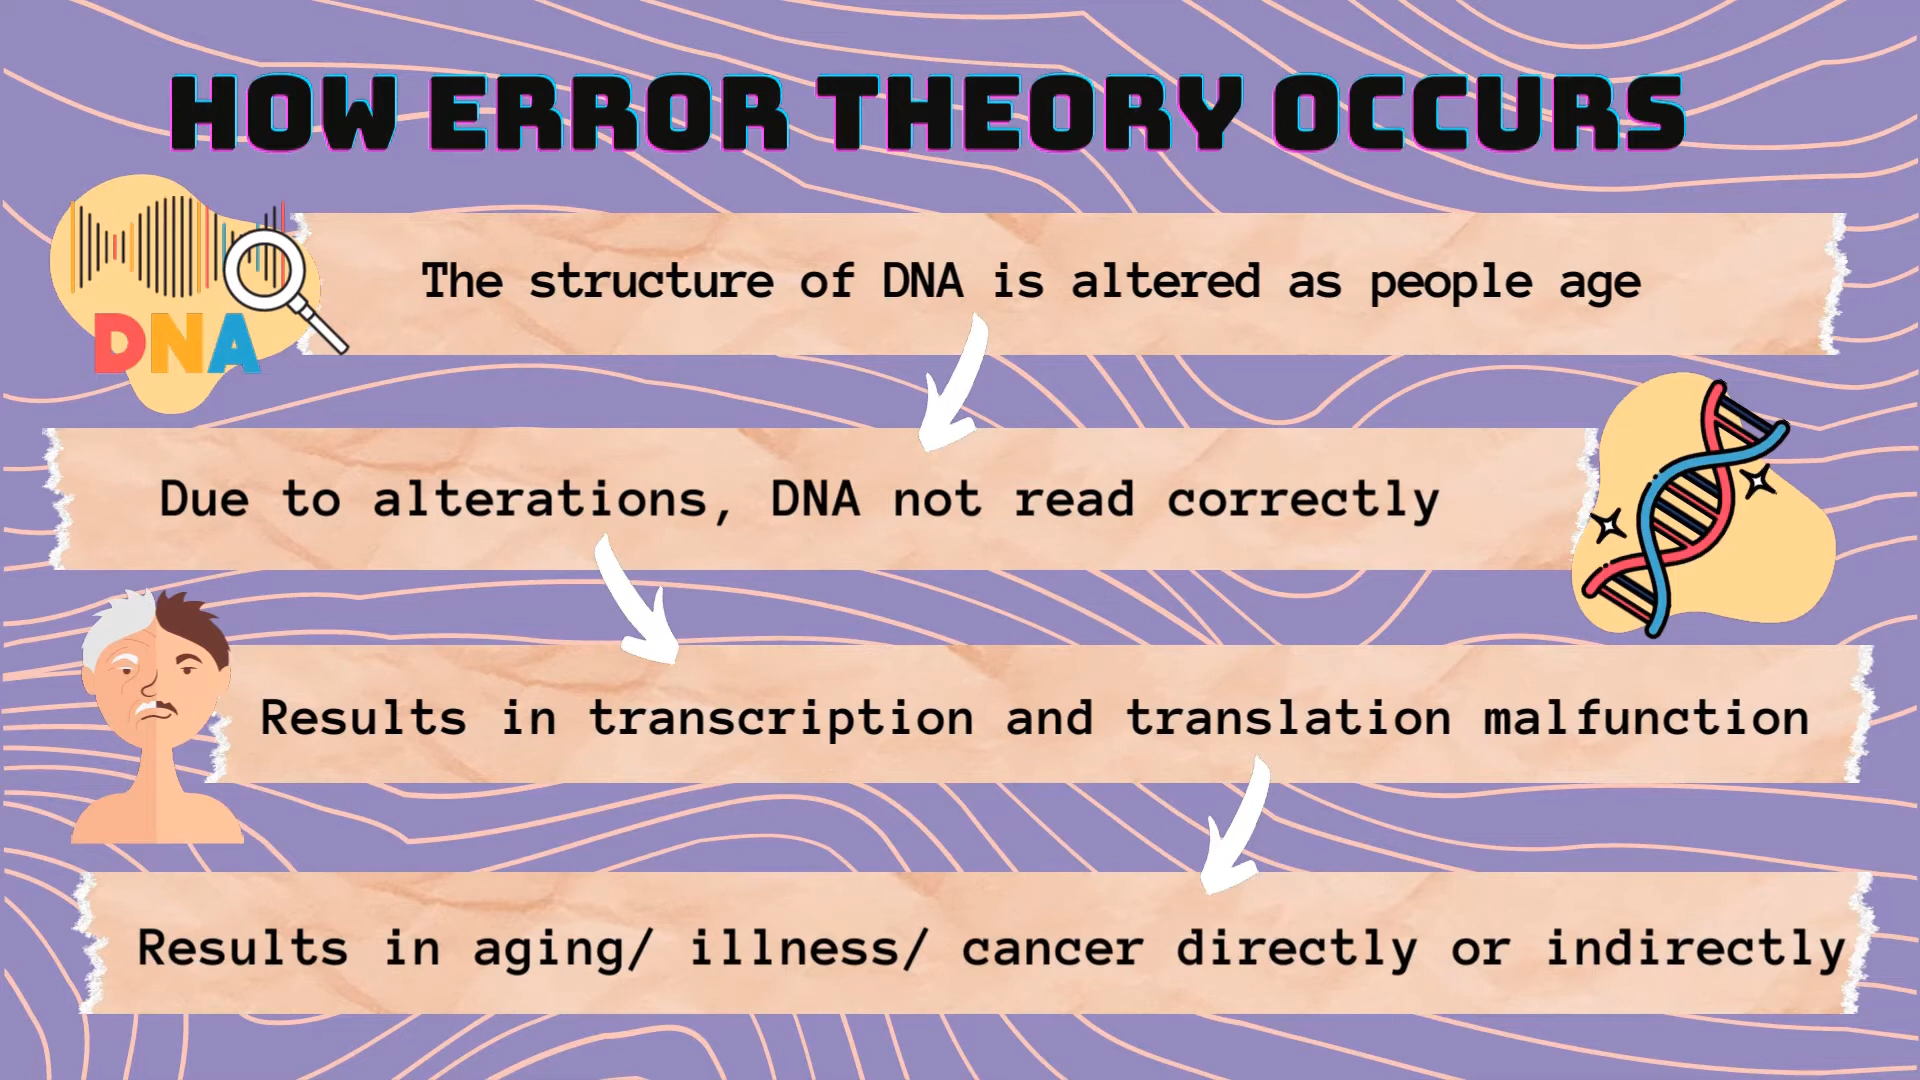 HOW ERROR THEORY OCCURS
DNA
The structure of DNA is altered as people age
Due to alterations, DNA not read correctly
Results in transcription and translation malfunction
Results in aging/ illness/ cancer directly or indirectly